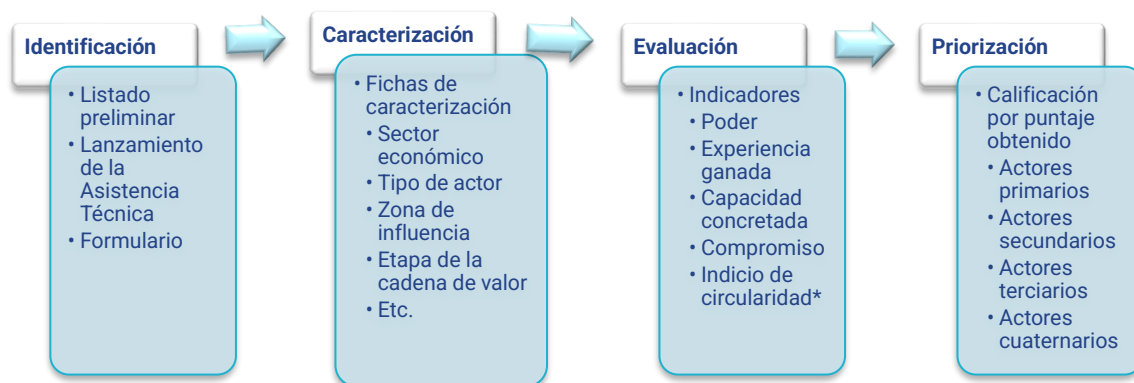 Identificación
• Listado
preliminar
• Lanzamiento
de la
Asistencia
Técnica
• Formulario
Caracterización
• Fichas de
caracterización
• Sector
económico
• Tipo de actor
• Zona de
influencia
• Etapa de la
cadena de valor
• Etc.
Evaluación
• Indicadores
• Poder
• Experiencia
ganada
• Capacidad
concretada
• Compromiso
• Indicio de
circularidad*
Priorización
• Calificación
por puntaje
obtenido
• Actores
primarios
• Actores
secundarios
• Actores
terciarios
• Actores
cuaternarios